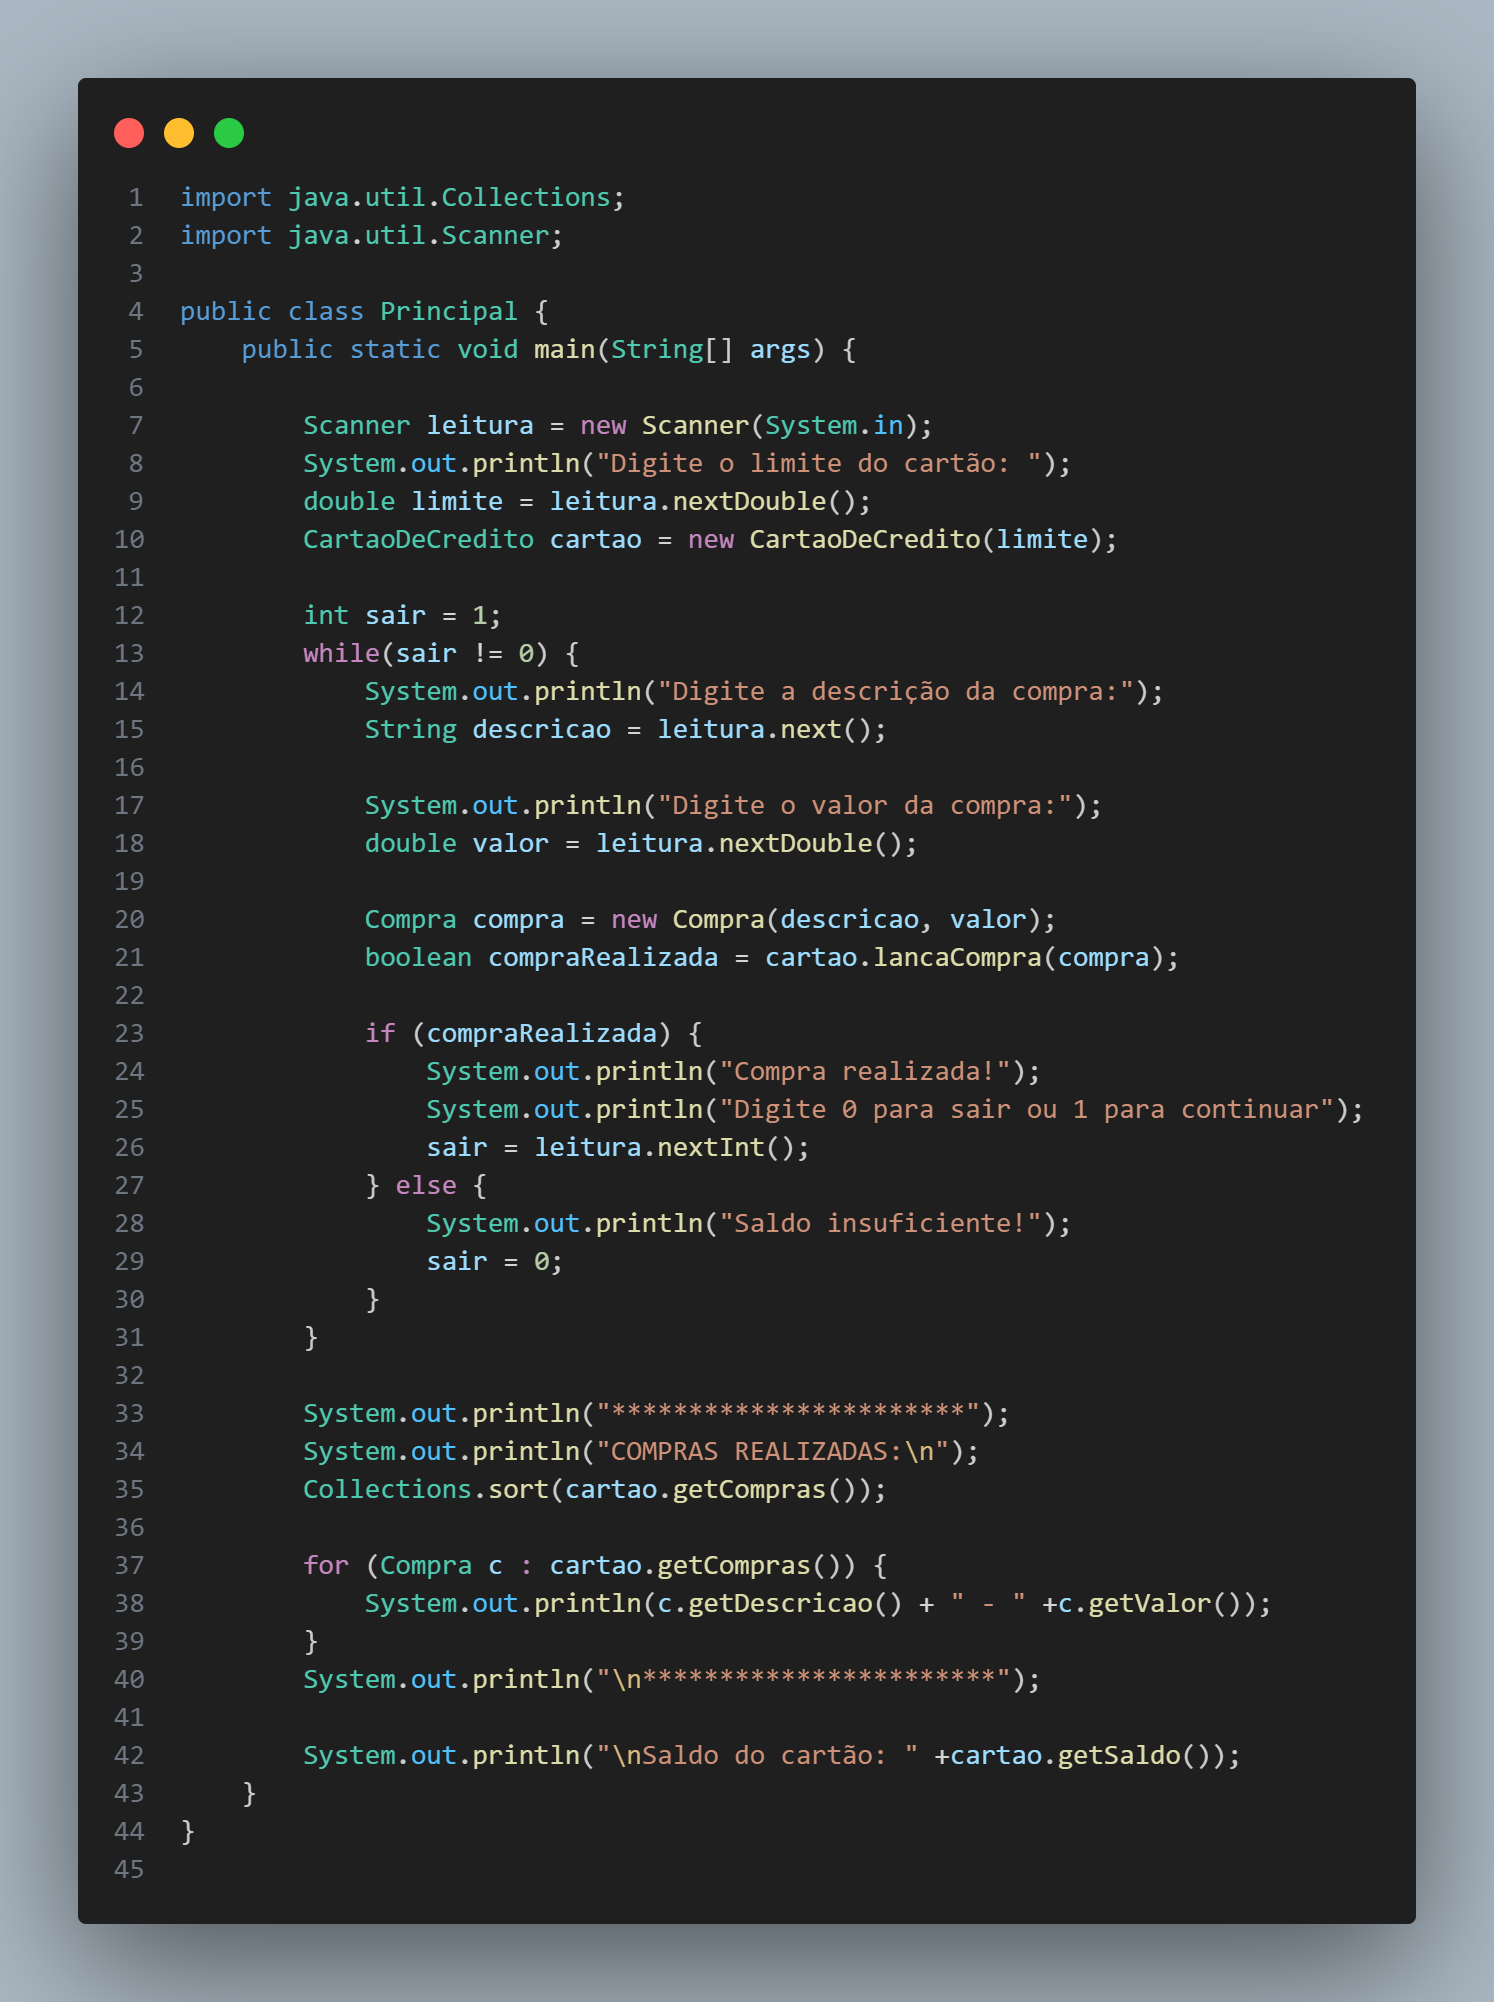 1 import java.util.Collections;
2 import java.util.Scanner;
3
4 public class Principal {
5     public static void main(String[] args) {
6
7         Scanner leitura = new Scanner(System.in);
8         System.out.println("Digite o limite do cartão: ");
9         double limite = leitura.nextDouble();
10         CartaoDeCredito cartao = new CartaoDeCredito(limite);
11
12         int sair = 1;
13         while(sair != 0) {
14             System.out.println("Digite a descrição da compra:");
15             String descricao = leitura.next();
16
17             System.out.println("Digite o valor da compra:");
18             double valor = leitura.nextDouble();
19
20             Compra compra = new Compra(descricao, valor);
21             boolean compraRealizada = cartao.lancaCompra(compra);
22
23             if (compraRealizada) {
24                 System.out.println("Compra realizada!");
25                 System.out.println("Digite 0 para sair ou 1 para continuar");
26                 sair = leitura.nextInt();
27             } else {
28                 System.out.println("Saldo insuficiente!");
29                 sair = 0;
30             }
31         }
32
33         System.out.println("***********************");
34         System.out.println("COMPRAS REALIZADAS:\n");
35         Collections.sort(cartao.getCompras());
36
37         for (Compra c : cartao.getCompras()) {
38             System.out.println(c.getDescricao() + " - " +c.getValor());
39         }
40         System.out.println("\n***********************");
41
42         System.out.println("\nSaldo do cartão: " +cartao.getSaldo());
43     }
44 }
45